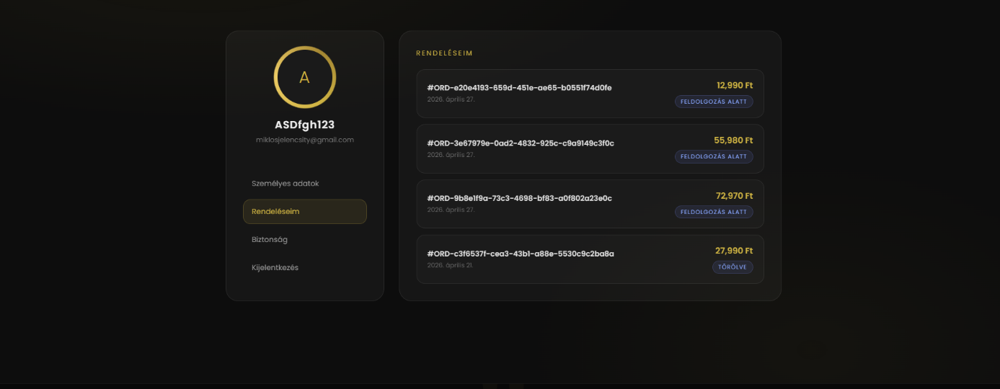 A
ASDfgh123
miklosjelencsity@gmail.com
Személyes adatok
Rendeléseim
Biztonság
Kijelentkezés
RENDELÉSEIM
#ORD-e20e4193-659d-451e-ae65-b0551f74d0fe
2026. április 27.
12,990 Ft
FELDOLGOZÁS ALATT
#ORD-3e67979e-0ad2-4832-925c-c9a9149c3f0c
2026. április 27.
55,980 Ft
FELDOLGOZÁS ALATT
#ORD-9b8e1f9a-73c3-4698-bf83-a0f802a23e0c
2026. április 27.
72,970 Ft
FELDOLGOZÁS ALATT
#ORD-c3f6537f-cea3-43b1-a88e-5530c9c2ba8a
2026. április 21.
27,990 Ft
TÖRÖLVE